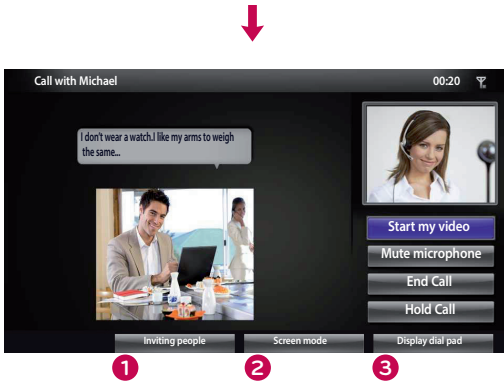 Call with Michael
00:20
I don't wear a watch.I like my arms to weigh
the same...
Start my video
Mute microphone
End Call
Hold Call
Inviting people
Screen mode
Display dial pad
1
2
3